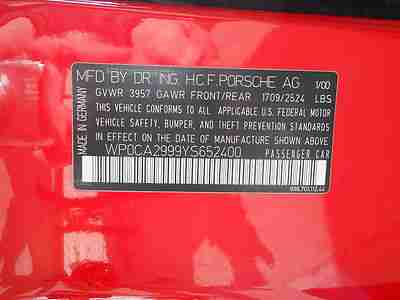 MFD BY DR. ING. H.C.F. PORSCHE AG 1/00
GVWR 3957 GAWR FRONT/REAR 1709/2524 LBS
THIS VEHICLE CONFORMS TO ALL APPLICABLE U.S. FEDERAL MOTOR
VEHICLE SAFETY, BUMPER, AND THEFT PREVENTION STANDARDS
IN EFFECT ON THE DATE OF MANUFACTURE SHOWN ABOVE.
WP0CA2999YS652400 PASSENGER CAR
MADE IN GERMANY